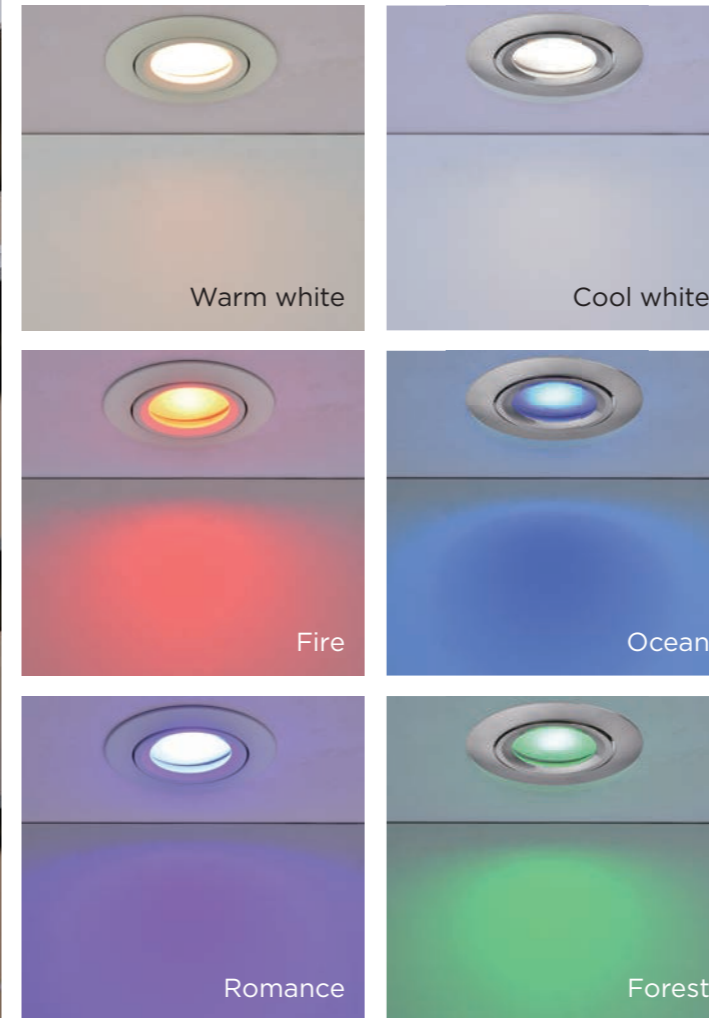 Warm white
Cool white
Fire
Ocean
Romance
Forest